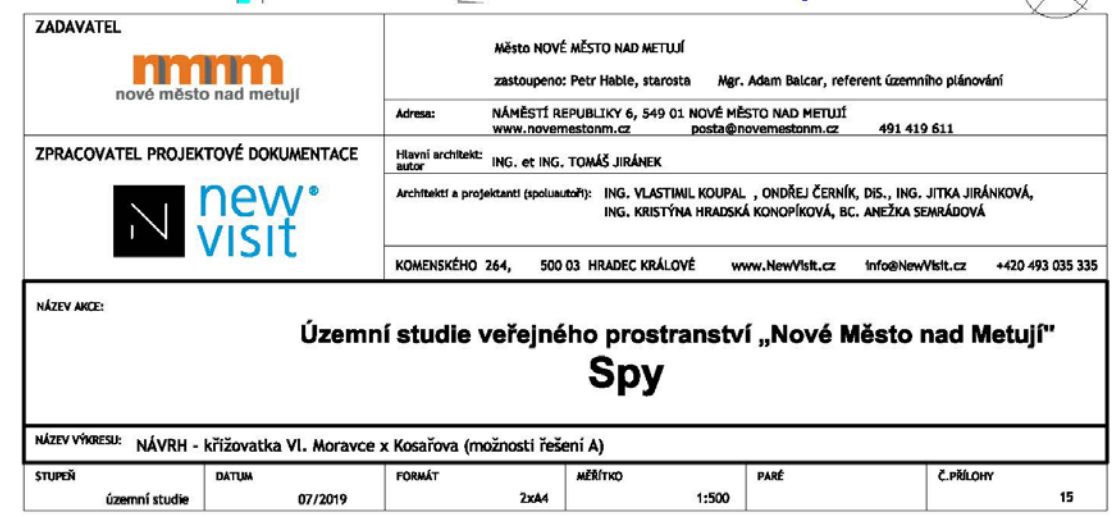 ZADAVATEL
nmnm
nové město nad metují
Město NOVÉ MĚSTO NAD METUJÍ
zastoupeno: Petr Hable, starosta Mgr. Adam Balcar, referent územního plánování
Adresa: NÁMĚSTÍ REPUBLIKY 6, 549 01 NOVÉ MĚSTO NAD METUJÍ
www.novemestonm.cz posta@novemestonm.cz 491 419 611
ZPRACOVATEL PROJEKTOVÉ DOKUMENTACE
N new® visit
Hlavní architekt:
autor ING. et ING. TOMÁŠ JIRÁNEK
Architekti a projektanti (spoluautoři): ING. VLASTIMIL KOUPAL , ONDŘEJ ČERNÍK, DiS., ING. JITKA JIRÁNKOVÁ,
ING. KRISTÝNA HRADSKÁ KONOPÍKOVÁ, BC. ANEŽKA SEMRÁDOVÁ
KOMENSKÉHO 264, 500 03 HRADEC KRÁLOVÉ www.NewVisit.cz info@NewVisit.cz +420 493 035 335
NÁZEV AKCE:
Územní studie veřejného prostranství „Nové Město nad Metují"
Spy
NÁZEV VÝKRESU: NÁVRH - křižovatka Vl. Moravce x Kosařova (možnosti řešení A)
STUPEŇ DATUM FORMÁT MĚŘÍTKO PARÉ Č.PŘÍLOHY
územní studie 07/2019 2xA4 1:500 15